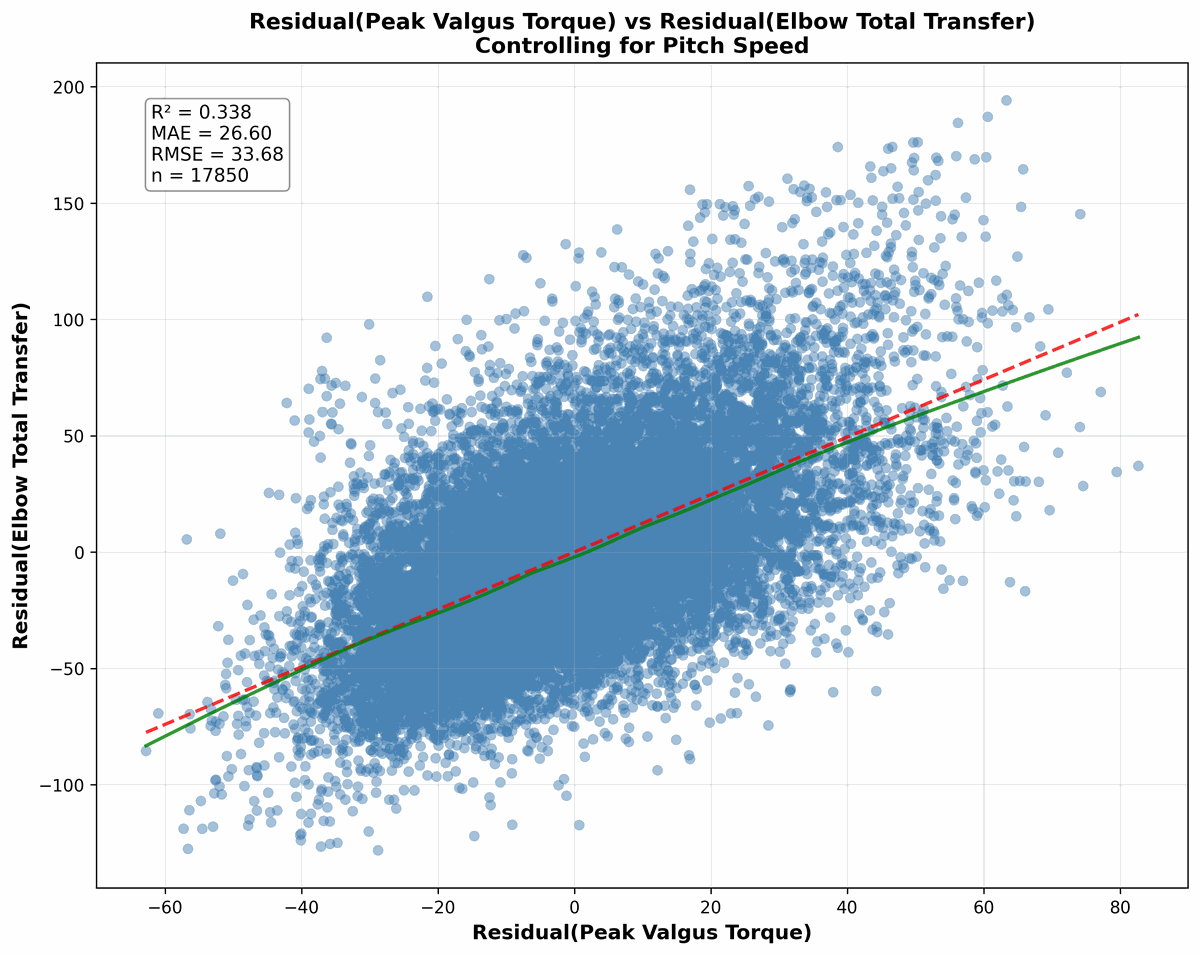 Residual(Peak Valgus Torque) vs Residual(Elbow Total Transfer)
Controlling for Pitch Speed
R² = 0.338
MAE = 26.60
RMSE = 33.68
n = 17850
Residual(Elbow Total Transfer)
200
150
100
50
0
−50
−100
−60
−40
−20
0
20
40
60
80
Residual(Peak Valgus Torque)